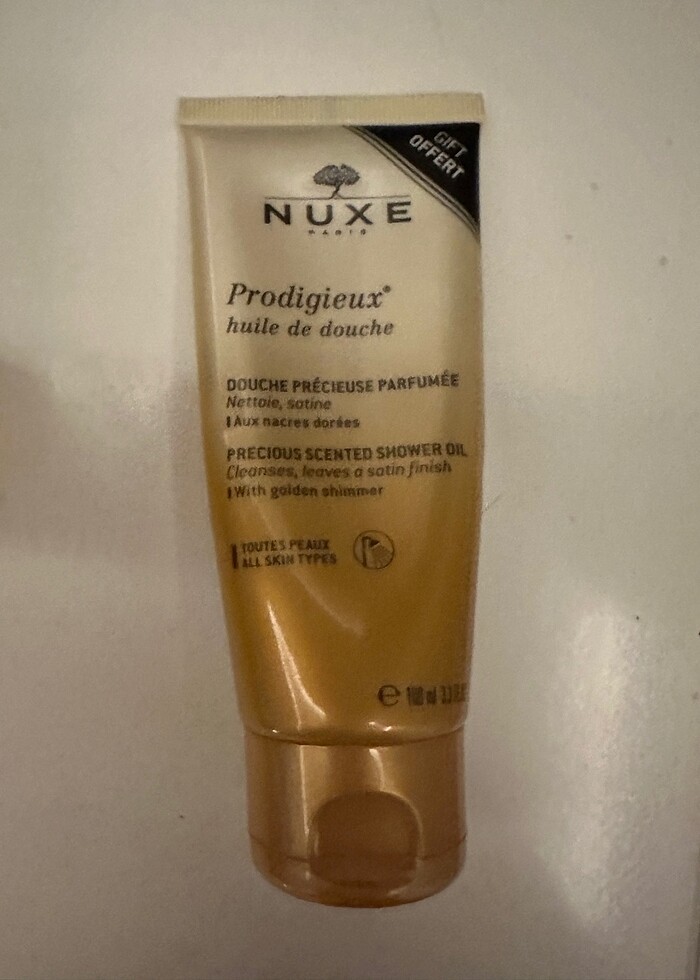 GIFT
OFFERT
NUXE
PARIS
Prodigieux®
huile de douche
DOUCHE PRÉCIEUSE PARFUMÉE
Nettoie, satine
Aux nacres dorées
PRECIOUS SCENTED SHOWER OIL
Cleanses, leaves a satin finish
With golden shimmer
TOUTES PEAUX
ALL SKIN TYPES
℮ 100 ml